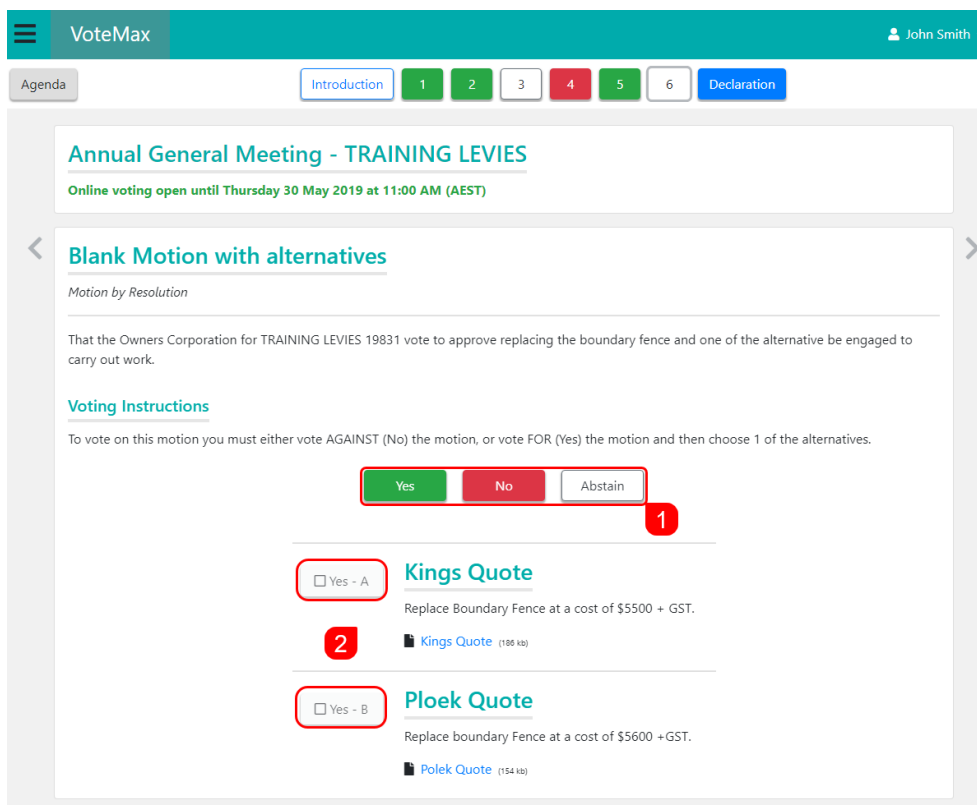 VoteMax
John Smith
Agenda
Introduction 1 2 3 4 5 6 Declaration
Annual General Meeting - TRAINING LEVIES
Online voting open until Thursday 30 May 2019 at 11:00 AM (AEST)
Blank Motion with alternatives
Motion by Resolution
That the Owners Corporation for TRAINING LEVIES 19831 vote to approve replacing the boundary fence and one of the alternative be engaged to
carry out work.
Voting Instructions
To vote on this motion you must either vote AGAINST (No) the motion, or vote FOR (Yes) the motion and then choose 1 of the alternatives.
Yes No Abstain
1
Yes - A
Kings Quote
Replace Boundary Fence at a cost of $5500 + GST.
2
Kings Quote (186 kb)
Yes - B
Ploek Quote
Replace boundary Fence at a cost of $5600 +GST.
Polek Quote (154 kb)